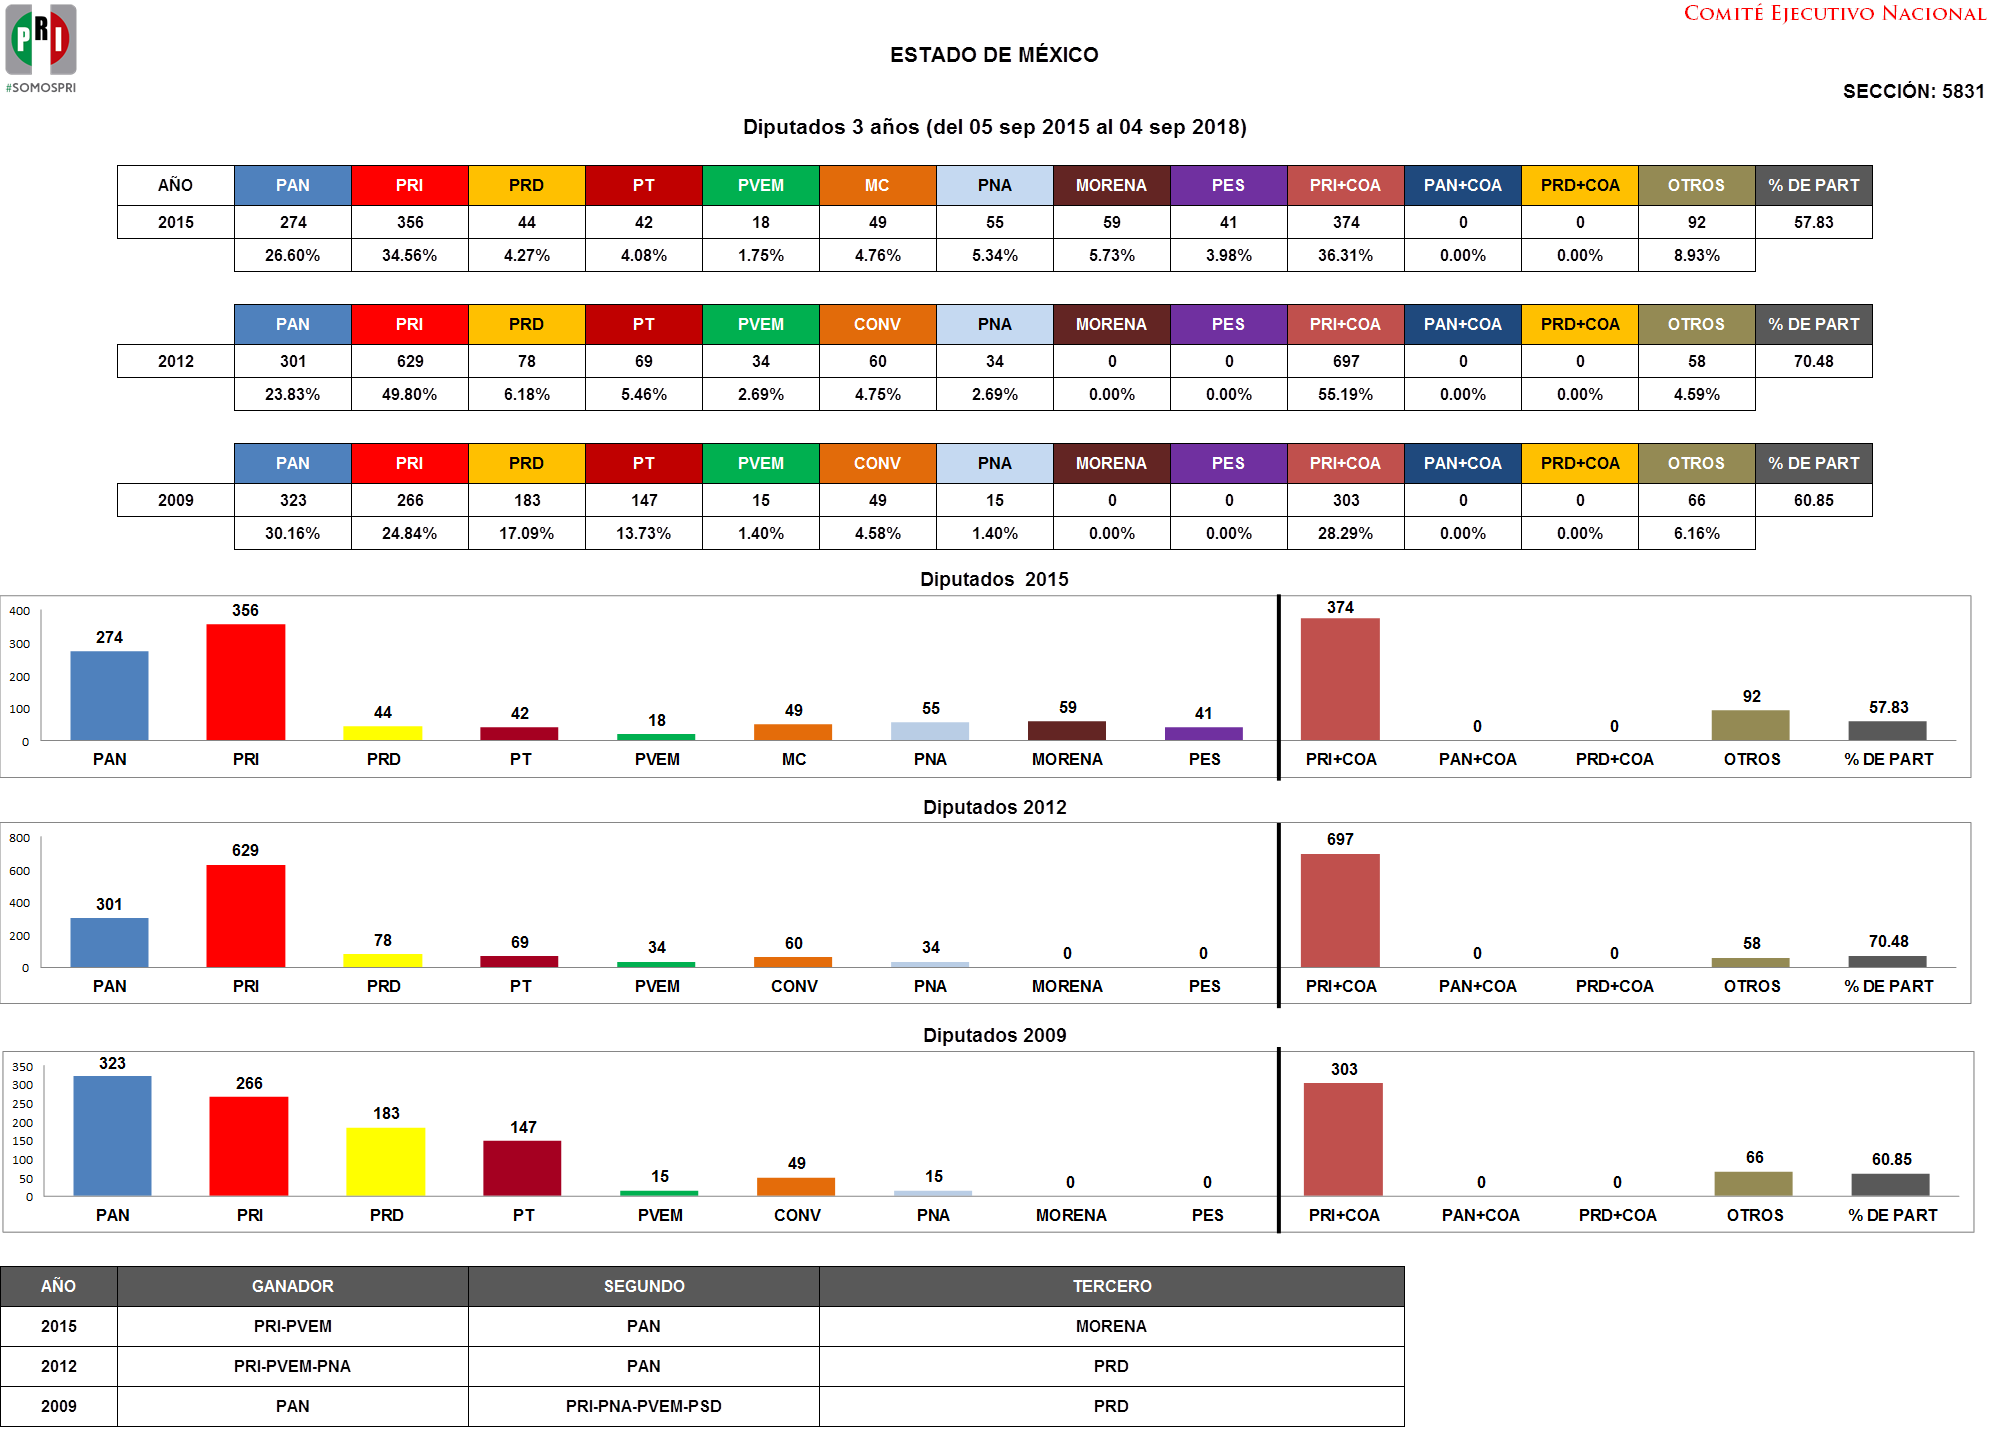 PRI
#SOMOSPRI
COMITÉ EJECUTIVO NACIONAL
ESTADO DE MÉXICO
SECCIÓN: 5831
Diputados 3 años (del 05 sep 2015 al 04 sep 2018)
AÑO PAN PRI PRD PT PVEM MC PNA MORENA PES PRI+COA PAN+COA PRD+COA OTROS % DE PART
2015 274 356 44 42 18 49 55 59 41 374 0 0 92 57.83
26.60% 34.56% 4.27% 4.08% 1.75% 4.76% 5.34% 5.73% 3.98% 36.31% 0.00% 0.00% 8.93%
PAN PRI PRD PT PVEM CONV PNA MORENA PES PRI+COA PAN+COA PRD+COA OTROS % DE PART
2012 301 629 78 69 34 60 34 0 0 697 0 0 58 70.48
23.83% 49.80% 6.18% 5.46% 2.69% 4.75% 2.69% 0.00% 0.00% 55.19% 0.00% 0.00% 4.59%
PAN PRI PRD PT PVEM CONV PNA MORENA PES PRI+COA PAN+COA PRD+COA OTROS % DE PART
2009 323 266 183 147 15 49 15 0 0 303 0 0 66 60.85
30.16% 24.84% 17.09% 13.73% 1.40% 4.58% 1.40% 0.00% 0.00% 28.29% 0.00% 0.00% 6.16%
Diputados 2015
400
300
200
100
0
274 356 44 42 18 49 55 59 41 374 0 0 92 57.83
PAN PRI PRD PT PVEM MC PNA MORENA PES PRI+COA PAN+COA PRD+COA OTROS % DE PART
Diputados 2012
800
600
400
200
0
301 629 78 69 34 60 34 0 0 697 0 0 58 70.48
PAN PRI PRD PT PVEM CONV PNA MORENA PES PRI+COA PAN+COA PRD+COA OTROS % DE PART
Diputados 2009
350
300
250
200
150
100
50
0
323 266 183 147 15 49 15 0 0 303 0 0 66 60.85
PAN PRI PRD PT PVEM CONV PNA MORENA PES PRI+COA PAN+COA PRD+COA OTROS % DE PART
AÑO GANADOR SEGUNDO TERCERO
2015 PRI-PVEM PAN MORENA
2012 PRI-PVEM-PNA PAN PRD
2009 PAN PRI-PNA-PVEM-PSD PRD